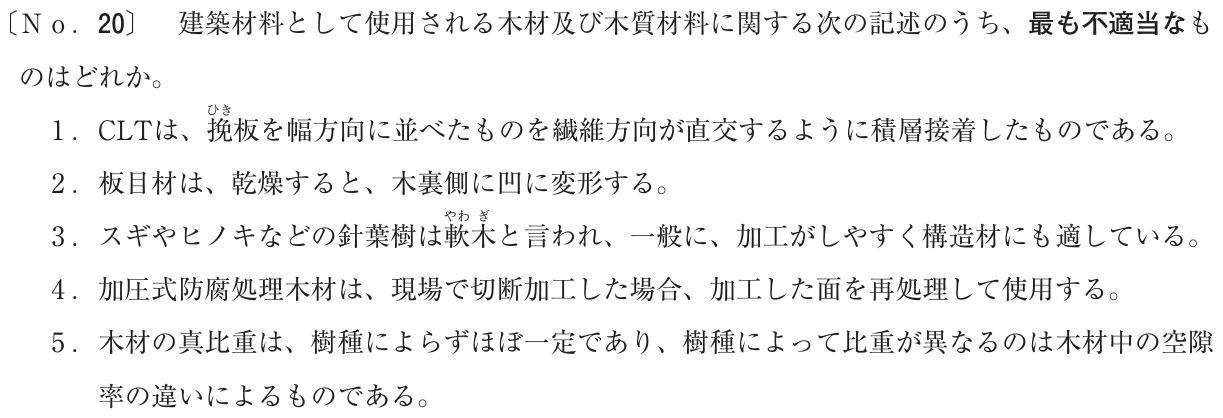 〔Ｎｏ．20〕　建築材料として使用される木材及び木質材料に関する次の記述のうち、最も不適当なも
のはどれか。
１．CLTは、挽板を幅方向に並べたものを繊維方向が直交するように積層接着したものである。
２．板目材は、乾燥すると、木裏側に凹に変形する。
３．スギやヒノキなどの針葉樹は軟木と言われ、一般に、加工がしやすく構造材にも適している。
４．加圧式防腐処理木材は、現場で切断加工した場合、加工した面を再処理して使用する。
５．木材の真比重は、樹種によらずほぼ一定であり、樹種によって比重が異なるのは木材中の空隙
率の違いによるものである。